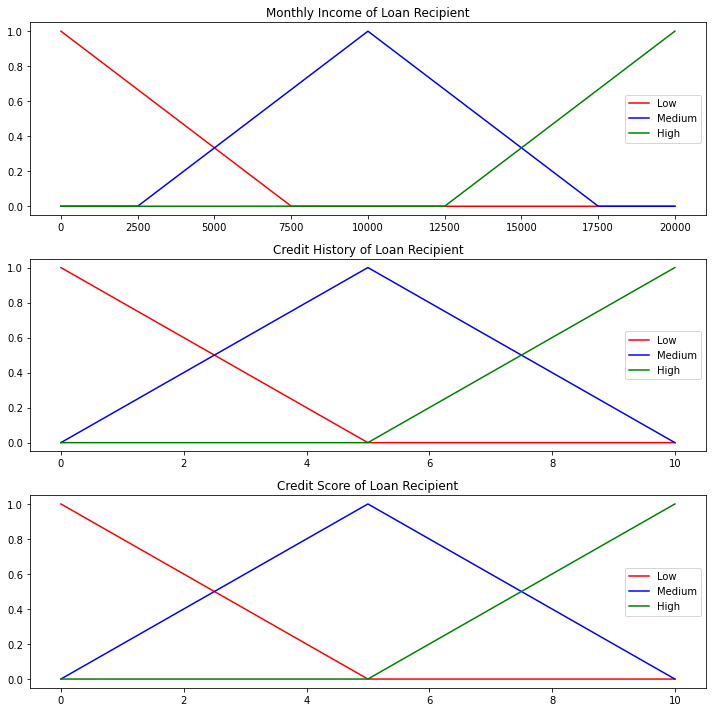 Monthly Income of Loan Recipient
1.0
0.8
0.6
0.4
0.2
0.0
Low
Medium
High
0 2500 5000 7500 10000 12500 15000 17500 20000
Credit History of Loan Recipient
1.0
0.8
0.6
0.4
0.2
0.0
Low
Medium
High
0 2 4 6 8 10
Credit Score of Loan Recipient
1.0
0.8
0.6
0.4
0.2
0.0
Low
Medium
High
0 2 4 6 8 10